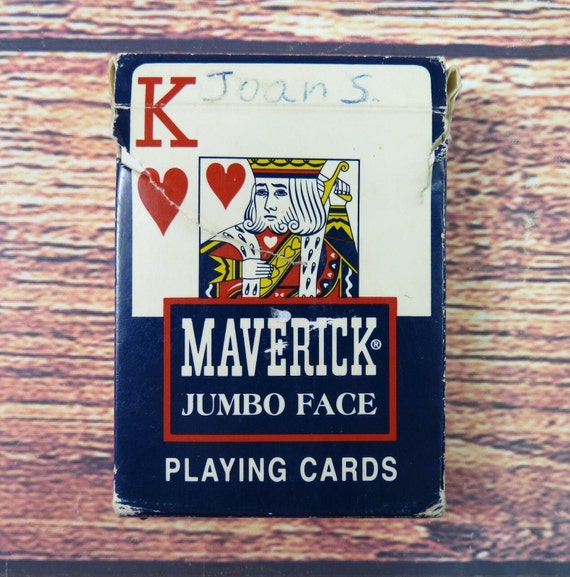 K Joan S.
MAVERICK®
JUMBO FACE
PLAYING CARDS